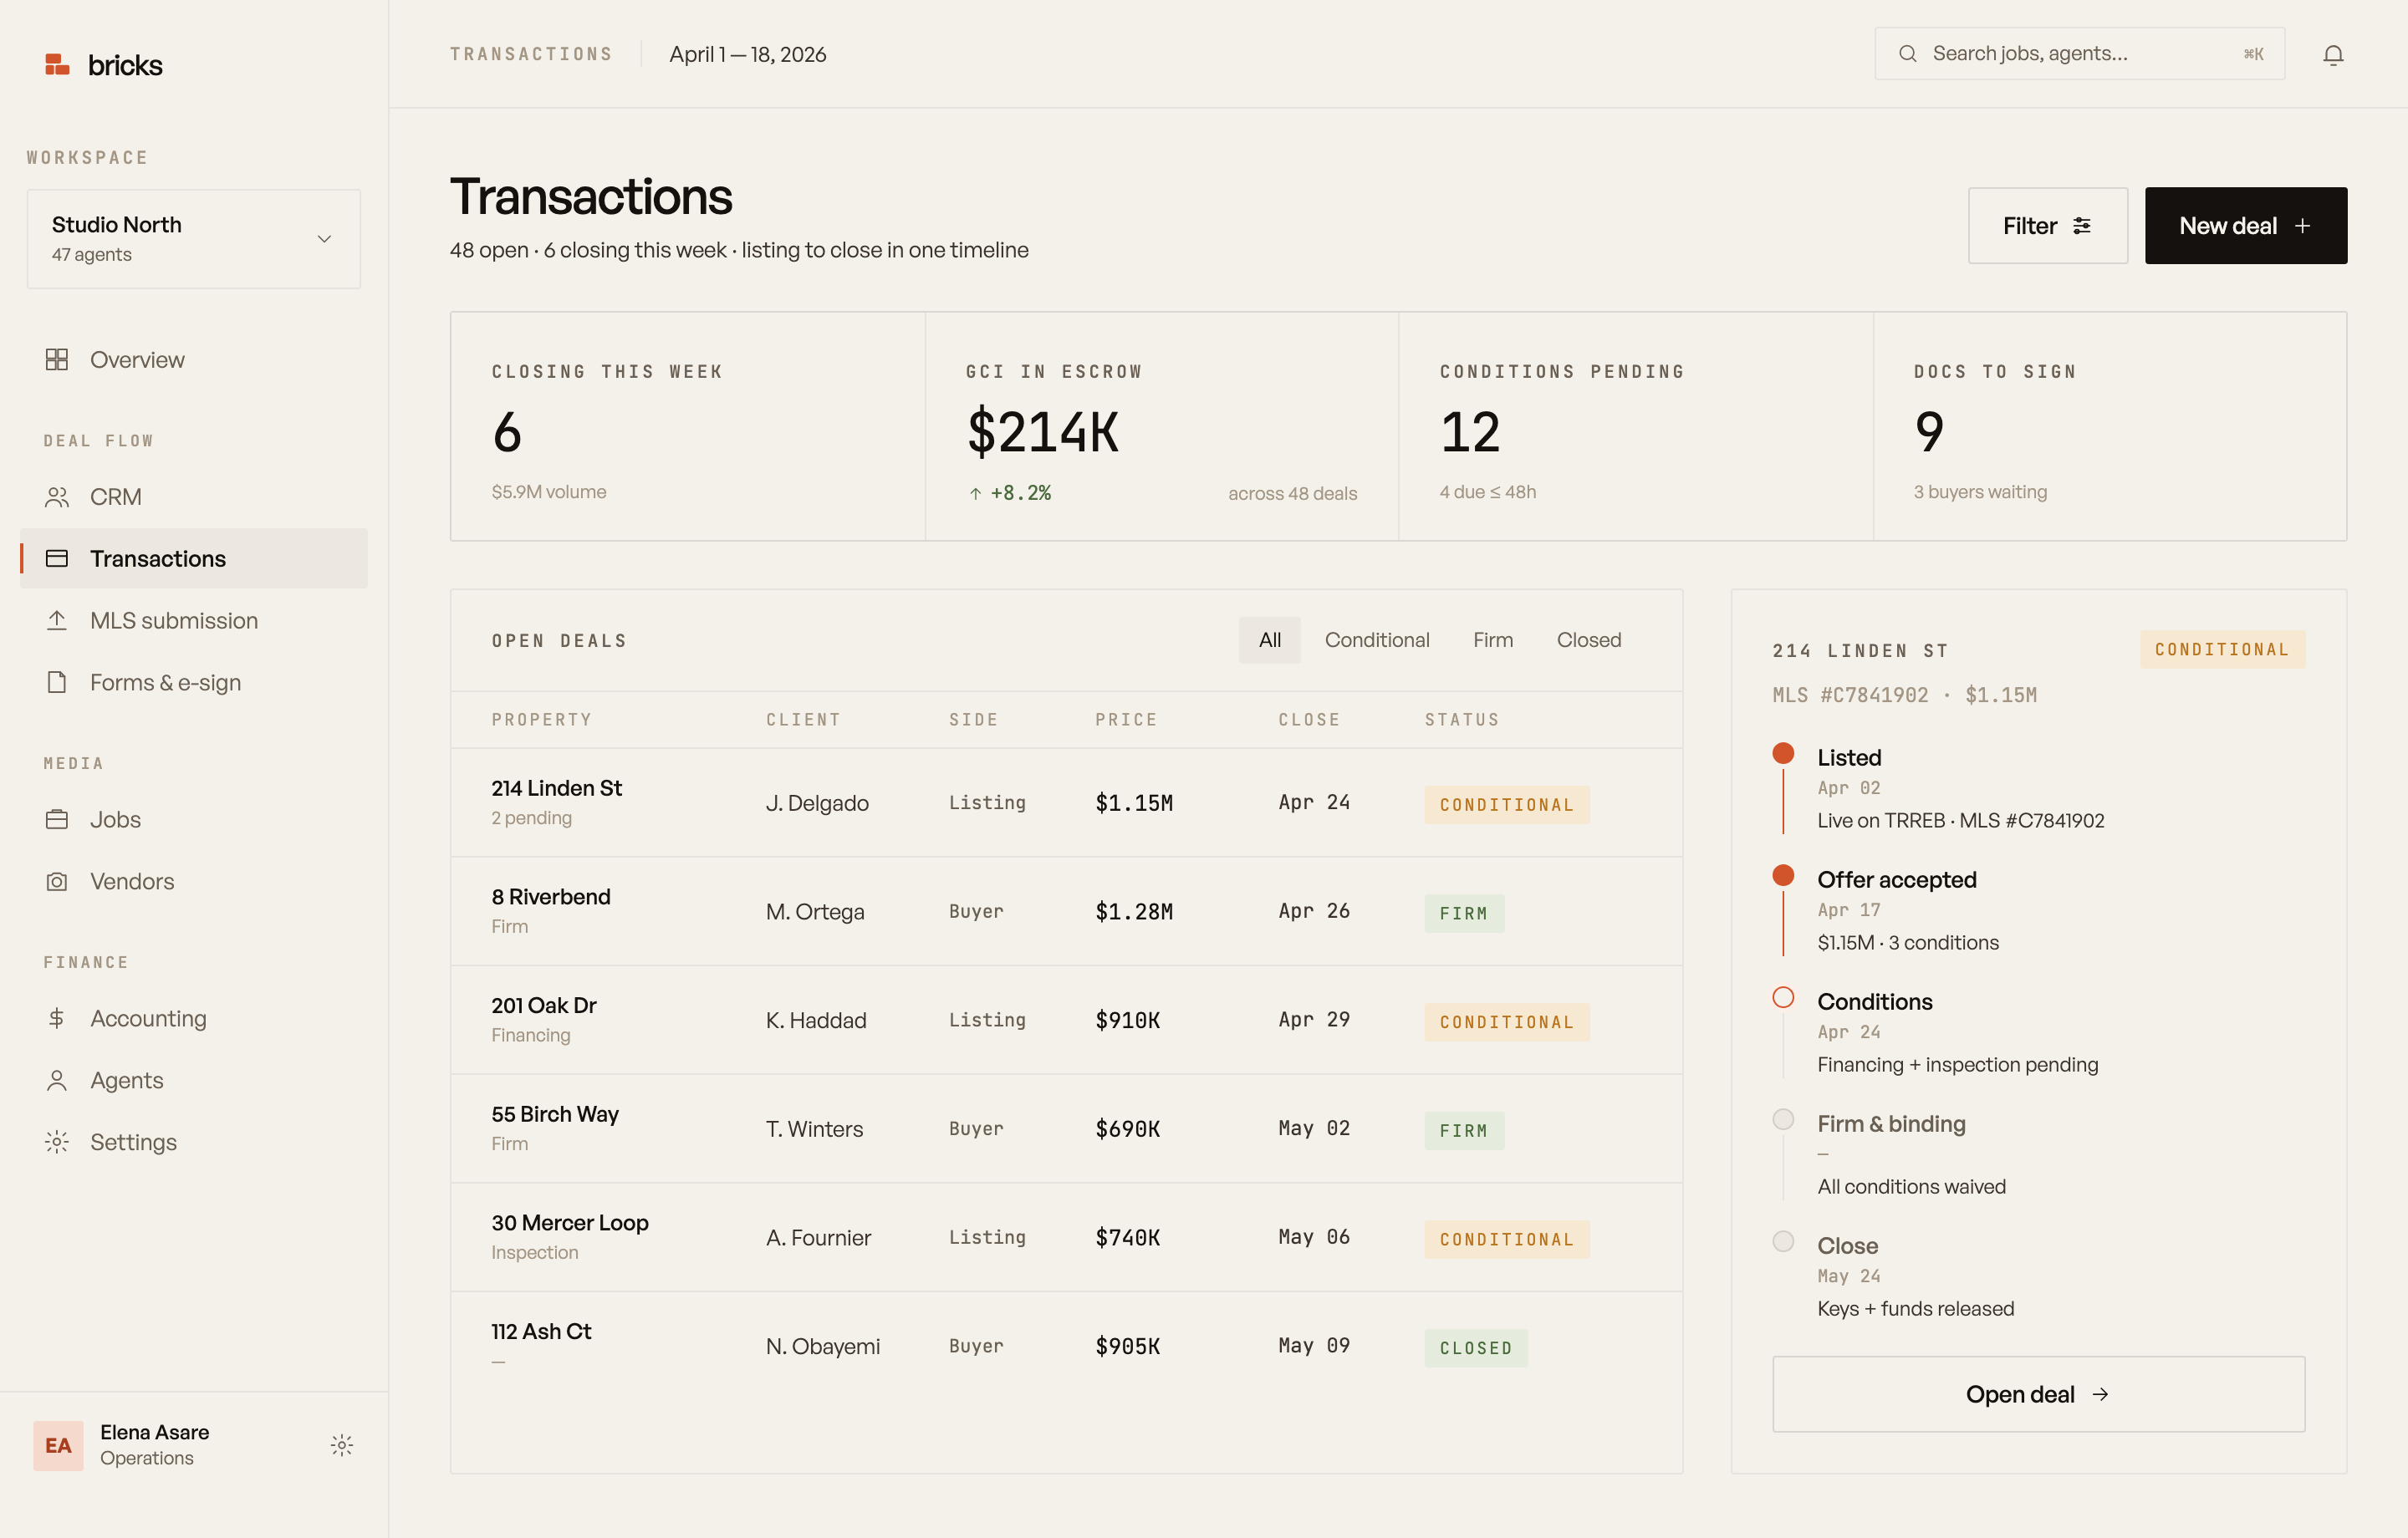 bricks
WORKSPACE
Studio North
47 agents
Overview
DEAL FLOW
CRM
Transactions
MLS submission
Forms & e-sign
MEDIA
Jobs
Vendors
FINANCE
Accounting
Agents
Settings
EA
Elena Asare
Operations
TRANSACTIONS
April 1 — 18, 2026
Search jobs, agents...
⌘K
Transactions
48 open · 6 closing this week · listing to close in one timeline
Filter
New deal
CLOSING THIS WEEK
6
$5.9M volume
GCI IN ESCROW
$214K
↑ +8.2%
across 48 deals
CONDITIONS PENDING
12
4 due ≤ 48h
DOCS TO SIGN
9
3 buyers waiting
OPEN DEALS
All Conditional Firm Closed
PROPERTY CLIENT SIDE PRICE CLOSE STATUS
214 Linden St
2 pending
J. Delgado Listing $1.15M Apr 24 CONDITIONAL
8 Riverbend
Firm
M. Ortega Buyer $1.28M Apr 26 FIRM
201 Oak Dr
Financing
K. Haddad Listing $910K Apr 29 CONDITIONAL
55 Birch Way
Firm
T. Winters Buyer $690K May 02 FIRM
30 Mercer Loop
Inspection
A. Fournier Listing $740K May 06 CONDITIONAL
112 Ash Ct
—
N. Obayemi Buyer $905K May 09 CLOSED
214 LINDEN ST
CONDITIONAL
MLS #C7841902 · $1.15M
Listed
Apr 02
Live on TRREB · MLS #C7841902
Offer accepted
Apr 17
$1.15M · 3 conditions
Conditions
Apr 24
Financing + inspection pending
Firm & binding
—
All conditions waived
Close
May 24
Keys + funds released
Open deal →